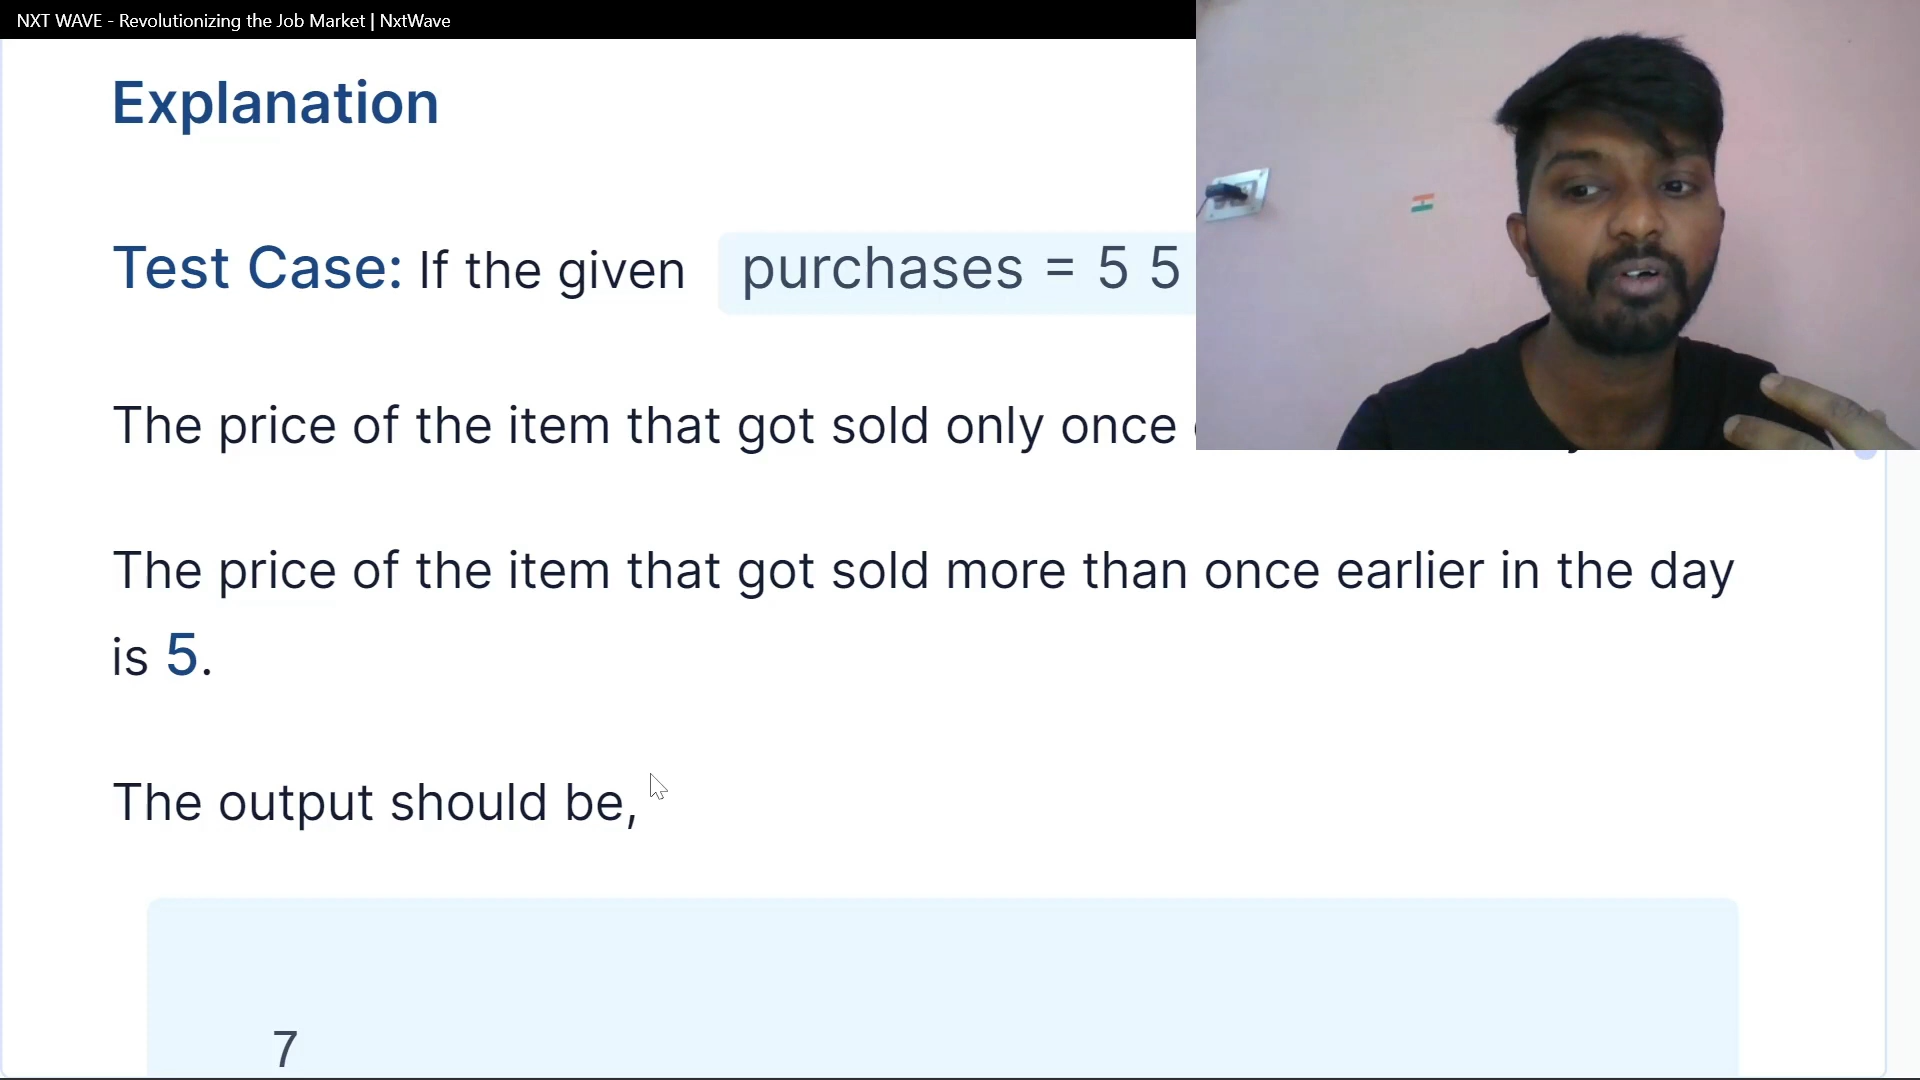 NXT WAVE - Revolutionizing the Job Market | NxtWave
Explanation
Test Case: If the given purchases = 5 5
The price of the item that got sold only once
The price of the item that got sold more than once earlier in the day
is 5.
The output should be,
7